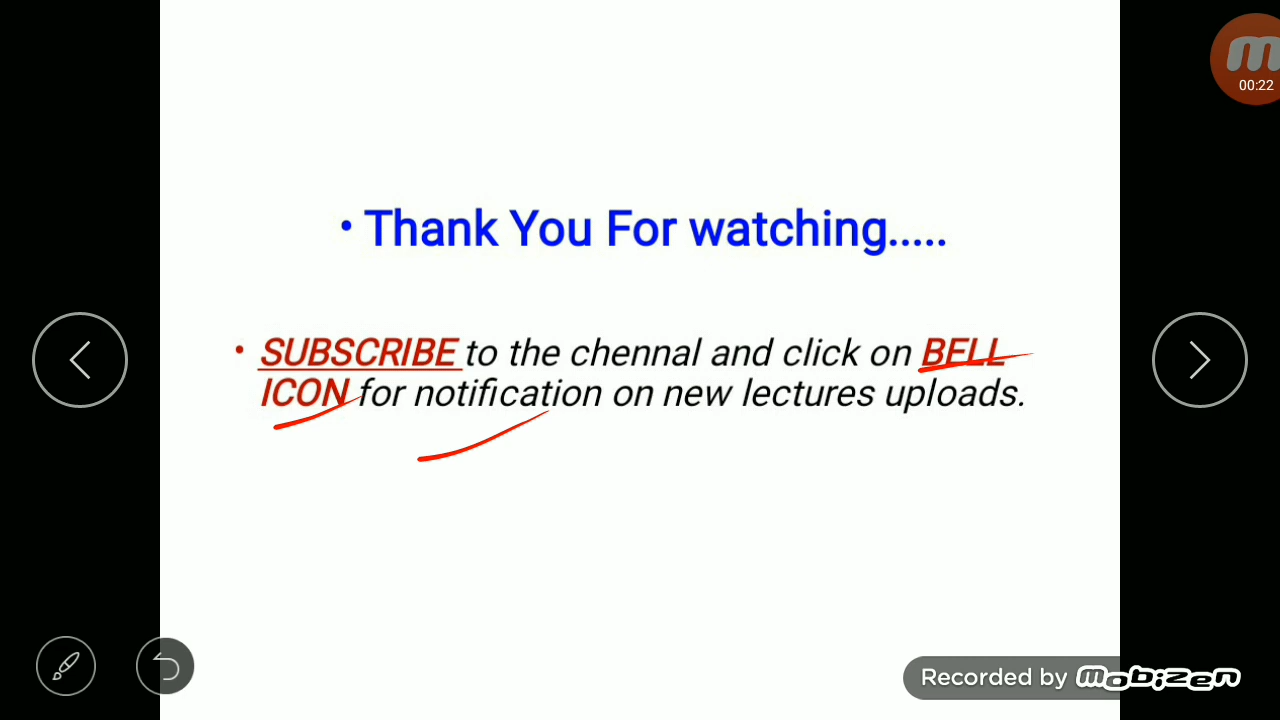 00:22
• Thank You For watching.....
• SUBSCRIBE to the chennal and click on BELL
ICON for notification on new lectures uploads.
Recorded by mobizen